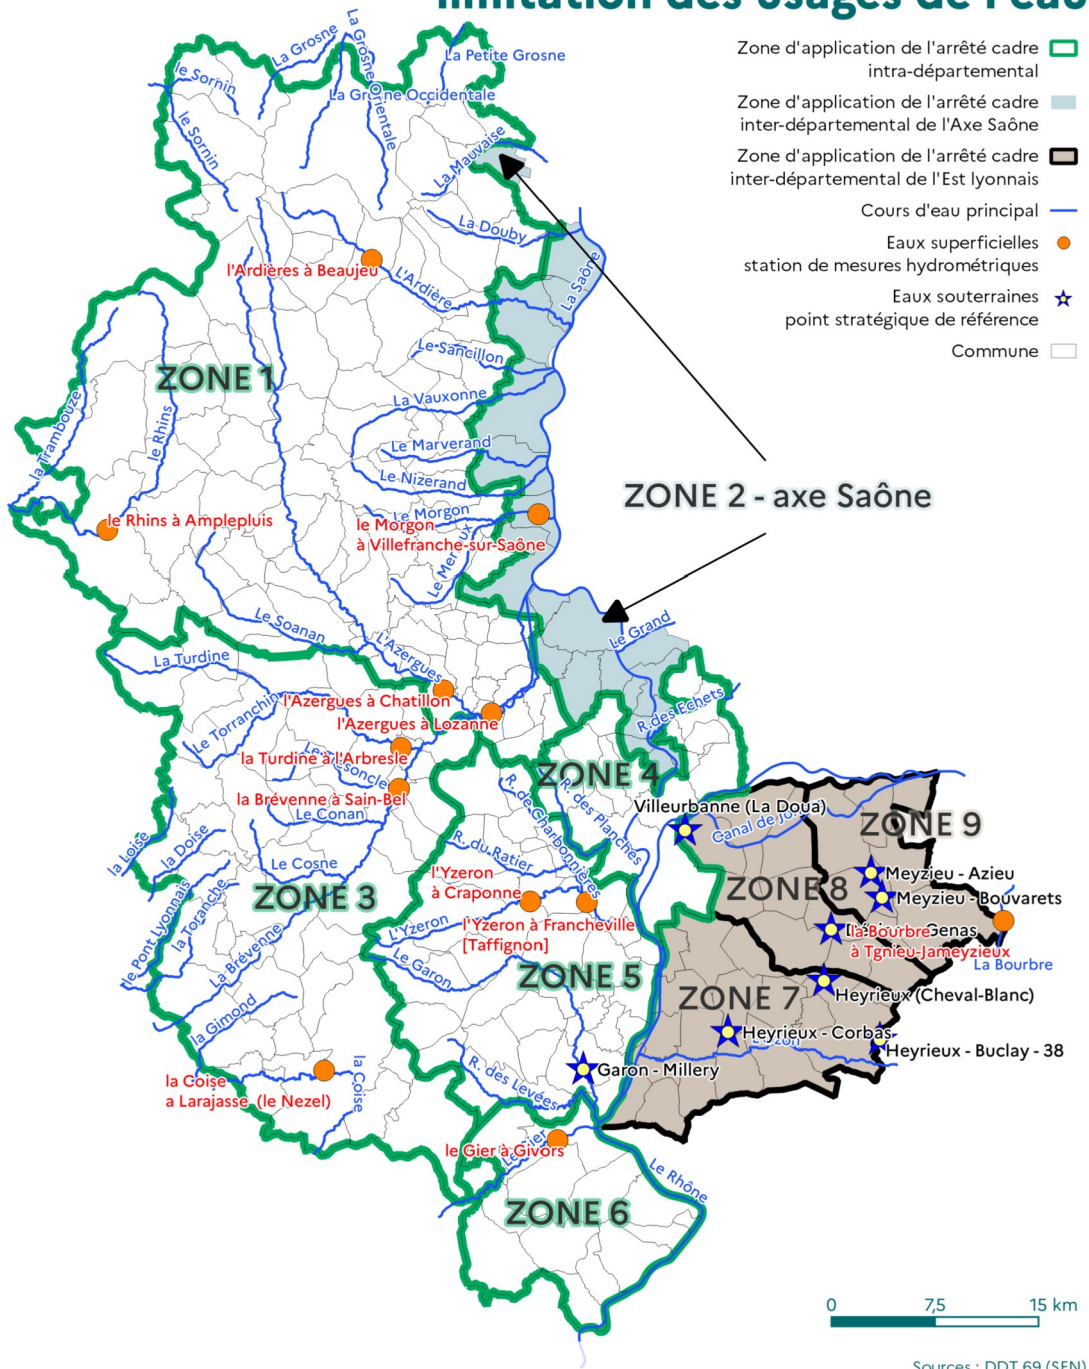 limitation des usages de l'eau
Zone d'application de l'arrêté cadre
intra-départemental
Zone d'application de l'arrêté cadre
inter-départemental de l'Axe Saône
Zone d'application de l'arrêté cadre
inter-départemental de l'Est lyonnais
Cours d'eau principal
Eaux superficielles
station de mesures hydrométriques
Eaux souterraines
point stratégique de référence
Commune
La Grosne
La Grosne Orientale
La Petite Grosne
le Sornin
La Grosne Occidentale
le Sornin
La Mauvaise
La Douby
l'Ardières à Beaujeu
L'Ardière
La Saône
Le Sancillon
ZONE 1
La Vauxonne
la Trambouze
le Rhins
Le Marverand
Le Nizerand
ZONE 2 - axe Saône
le Rhins à Amplepluis
Le Morgon
le Morgon
à Villefranche-sur-Saône
Le Soanan
L'Azergues
Le Grand
La Turdine
l'Azergues à Chatillon
l'Azergues à Lozanne
R. des Echets
Le Torranchin
la Turdine à l'Arbresle
ZONE 4
la Brévenne à Sain-Bel
Le Conan
R. de Charbonnières
R. des Planches
Villeurbanne (La Doua)
Canal de
ZONE 9
la Loise
la Doise
R. du Ratier
Le Cosne
l'Yzeron
à Craponne
Meyzieu - Azieu
ZONE 8
Meyzieu - Bouvarets
ZONE 3
le Pont Lyonnais
la Toranche
L'Yzeron
l'Yzeron à Francheville
[Taffignon]
Genas
la Bourbre
à Tgnieu-Jameyzieux
La Bourbre
La Brévenne
Le Garon
ZONE 5
ZONE 7
Heyrieux (Cheval-Blanc)
la Gimond
Heyrieux - Corbas
Heyrieux - Buclay - 38
la Coise
a Larajasse (le Nezel)
la Coise
R. des Levées
Garon - Millery
le Gier à Givors
Le Gier
Le Rhône
ZONE 6
0 7,5 15 km
Sources : DDT 69 (SEN)